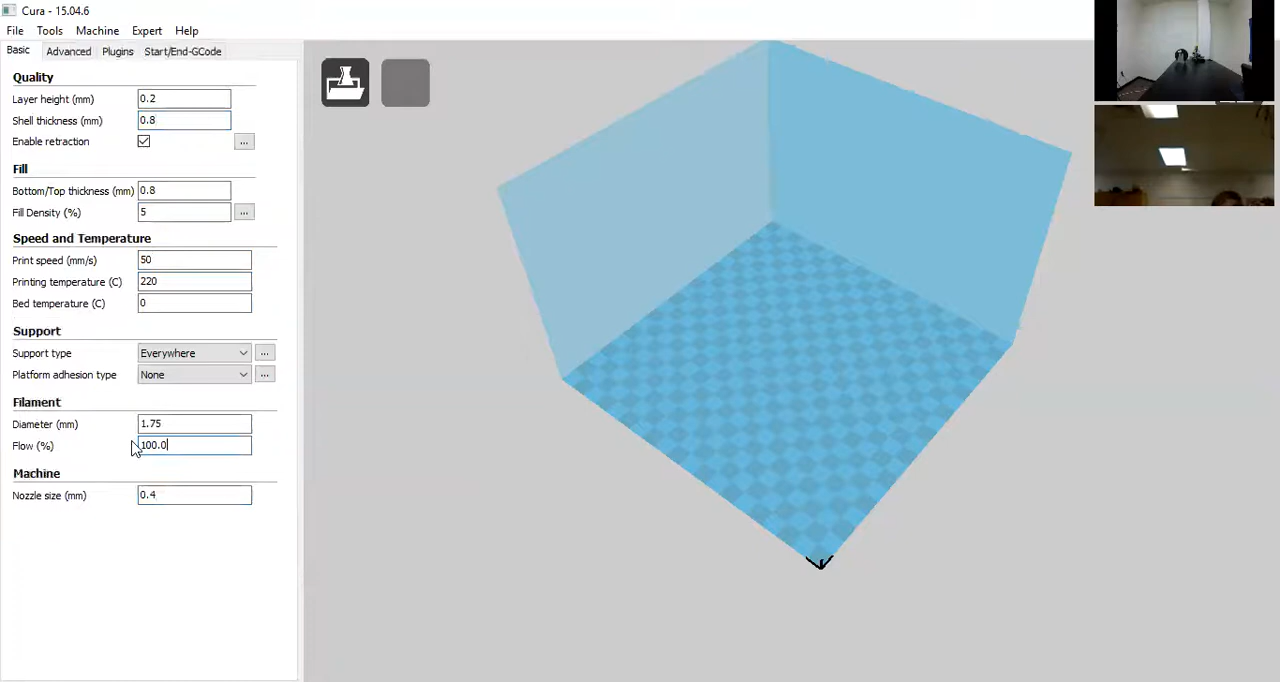 Cura - 15.04.6
File Tools Machine Expert Help
Basic Advanced Plugins Start/End-GCode
Quality
Layer height (mm) 0.2
Shell thickness (mm) 0.8
Enable retraction ...
Fill
Bottom/Top thickness (mm) 0.8
Fill Density (%) 5 ...
Speed and Temperature
Print speed (mm/s) 50
Printing temperature (C) 220
Bed temperature (C) 0
Support
Support type Everywhere ...
Platform adhesion type None ...
Filament
Diameter (mm) 1.75
Flow (%) 100.0
Machine
Nozzle size (mm) 0.4